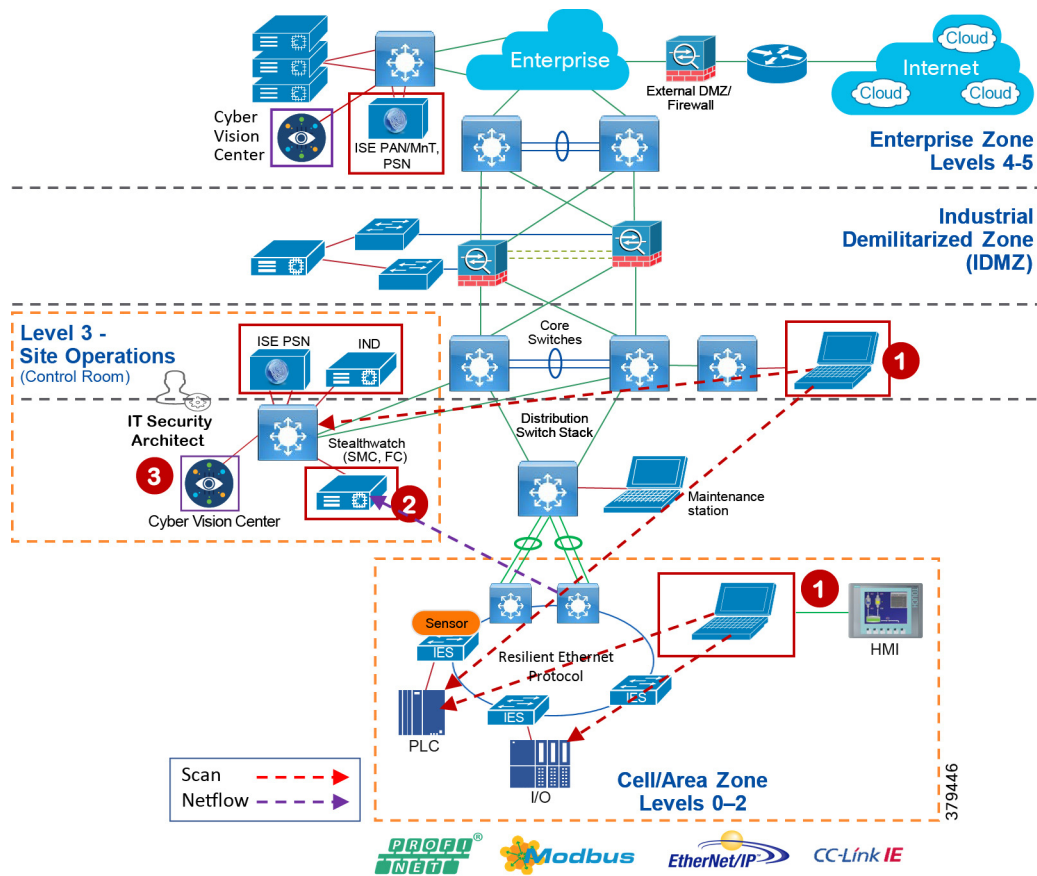 Cloud
Enterprise
Internet
Cloud
Cloud
External DMZ/
Firewall
Cyber
Vision
Center
ISE PAN/MnT,
PSN
Enterprise Zone
Levels 4-5
Industrial
Demilitarized Zone
(IDMZ)
Level 3 -
Site Operations
(Control Room)
ISE PSN
IND
Core
Switches
1
IT Security
Architect
Distribution
Switch Stack
Stealthwatch
(SMC, FC)
3
2
Cyber Vision Center
Maintenance
station
1
Sensor
IES
HMI
Resilient Ethernet
Protocol
IES
IES
PLC
I/O
Cell/Area Zone
Levels 0–2
Scan
Netflow
379446
PROFI
NET®
Modbus
EtherNet/IP™
CC-Link IE